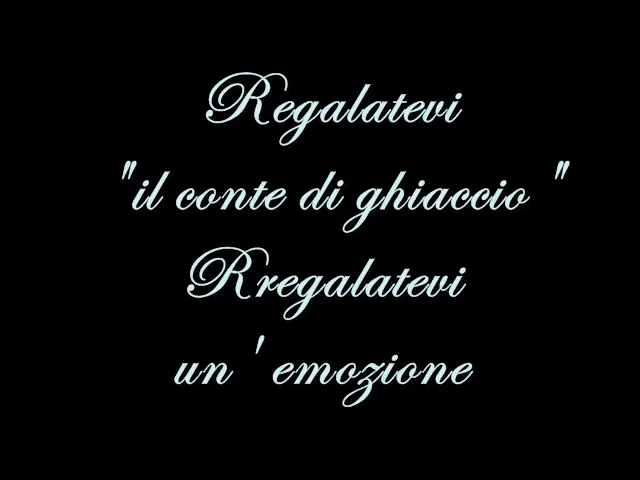 Regalatevi
"il conte di ghiaccio "
Rregalatevi
un ' emozione